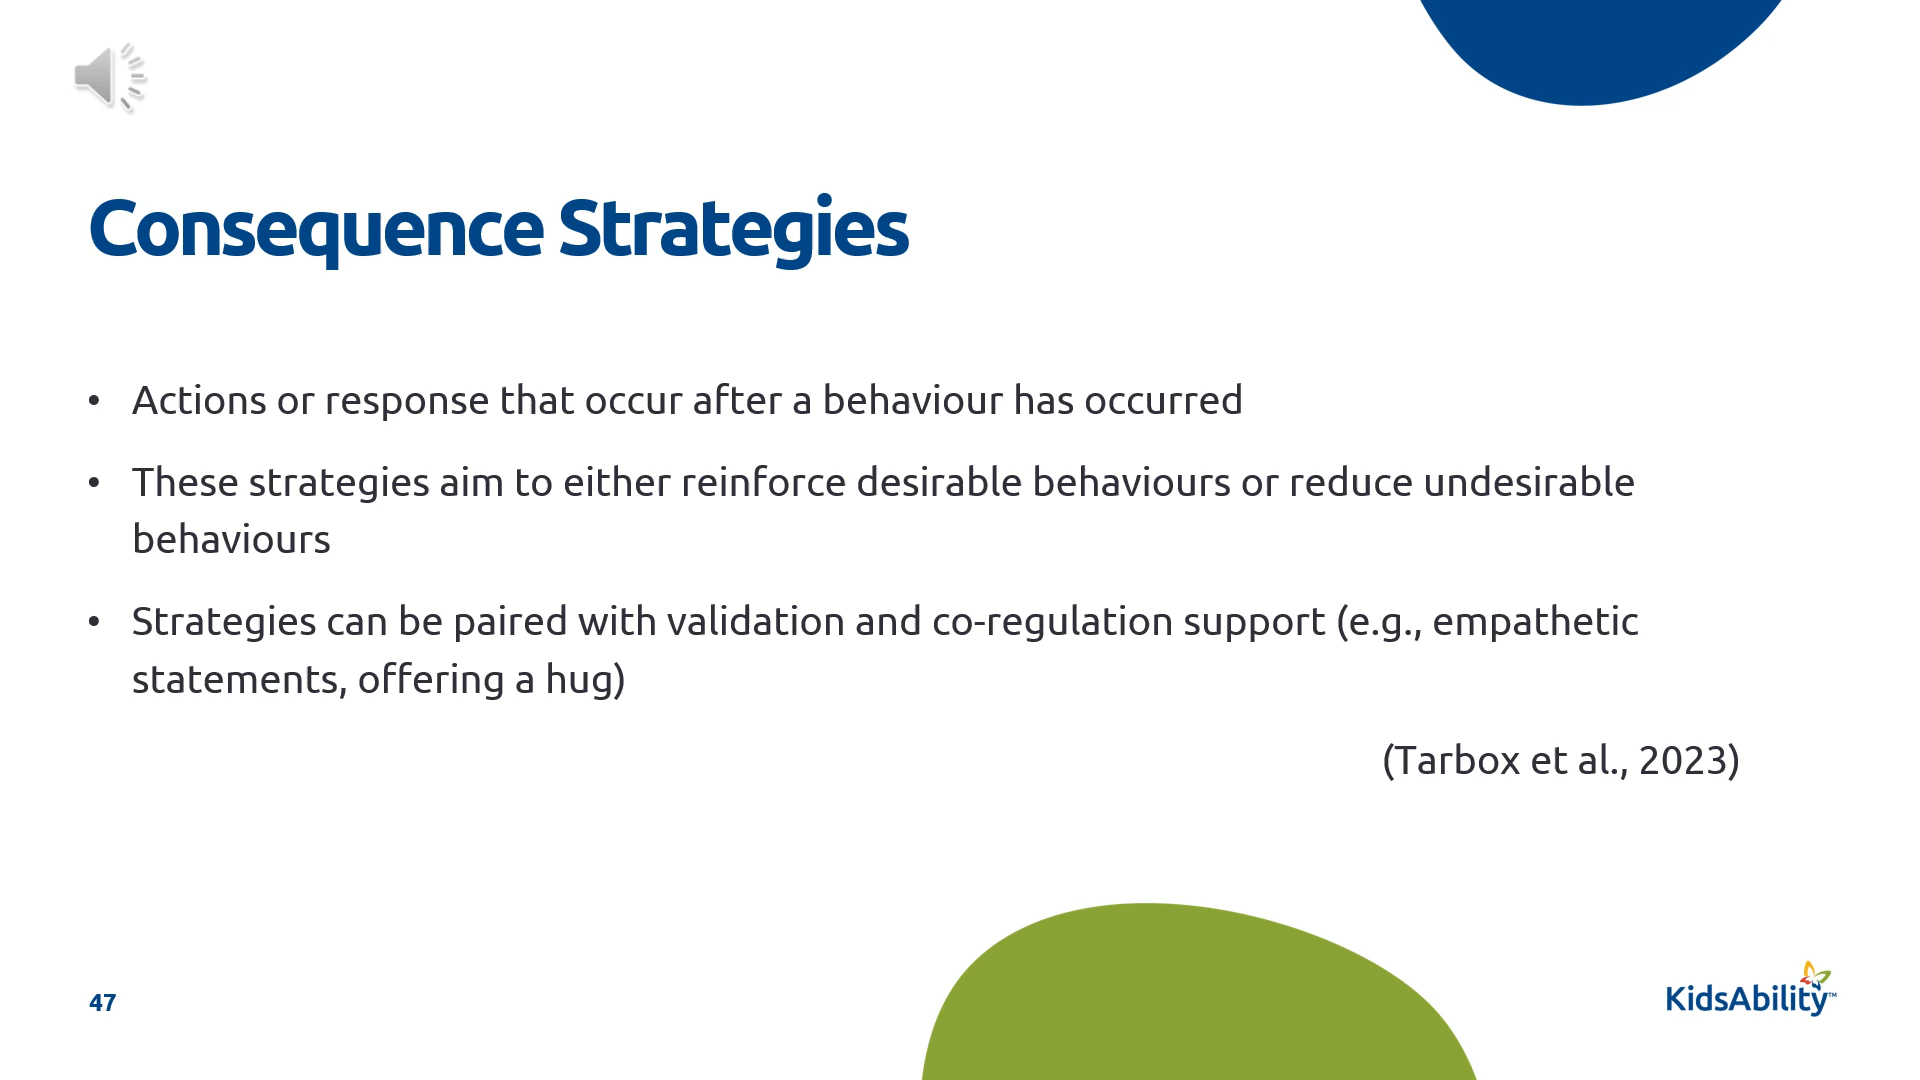 Consequence Strategies
• Actions or response that occur after a behaviour has occurred
• These strategies aim to either reinforce desirable behaviours or reduce undesirable
behaviours
• Strategies can be paired with validation and co-regulation support (e.g., empathetic
statements, offering a hug)
(Tarbox et al., 2023)
47
KidsAbility™